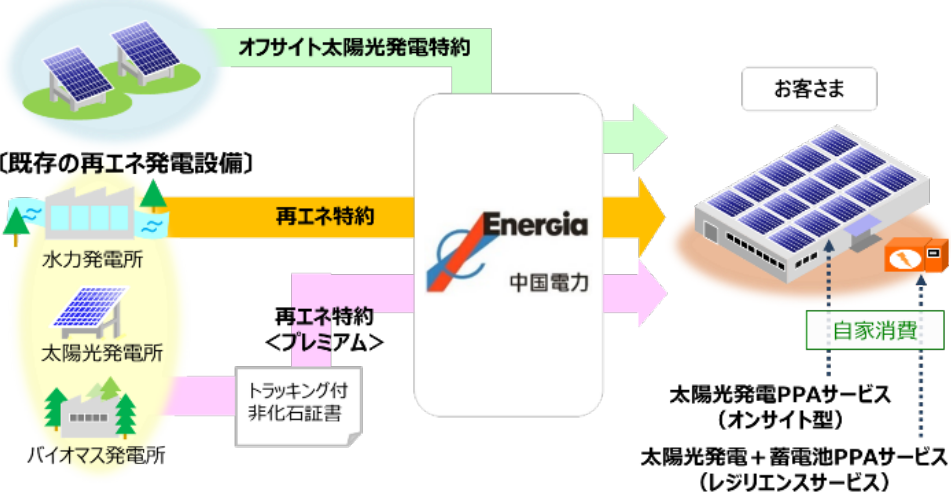 オフサイト太陽光発電特約
お客さま
〔既存の再エネ発電設備〕
再エネ特約
水力発電所
Energia
中国電力
再エネ特約
<プレミアム>
太陽光発電所
自家消費
トラッキング付
非化石証書
太陽光発電PPAサービス
（オンサイト型）
バイオマス発電所
太陽光発電＋蓄電池PPAサービス
（レジリエンスサービス）